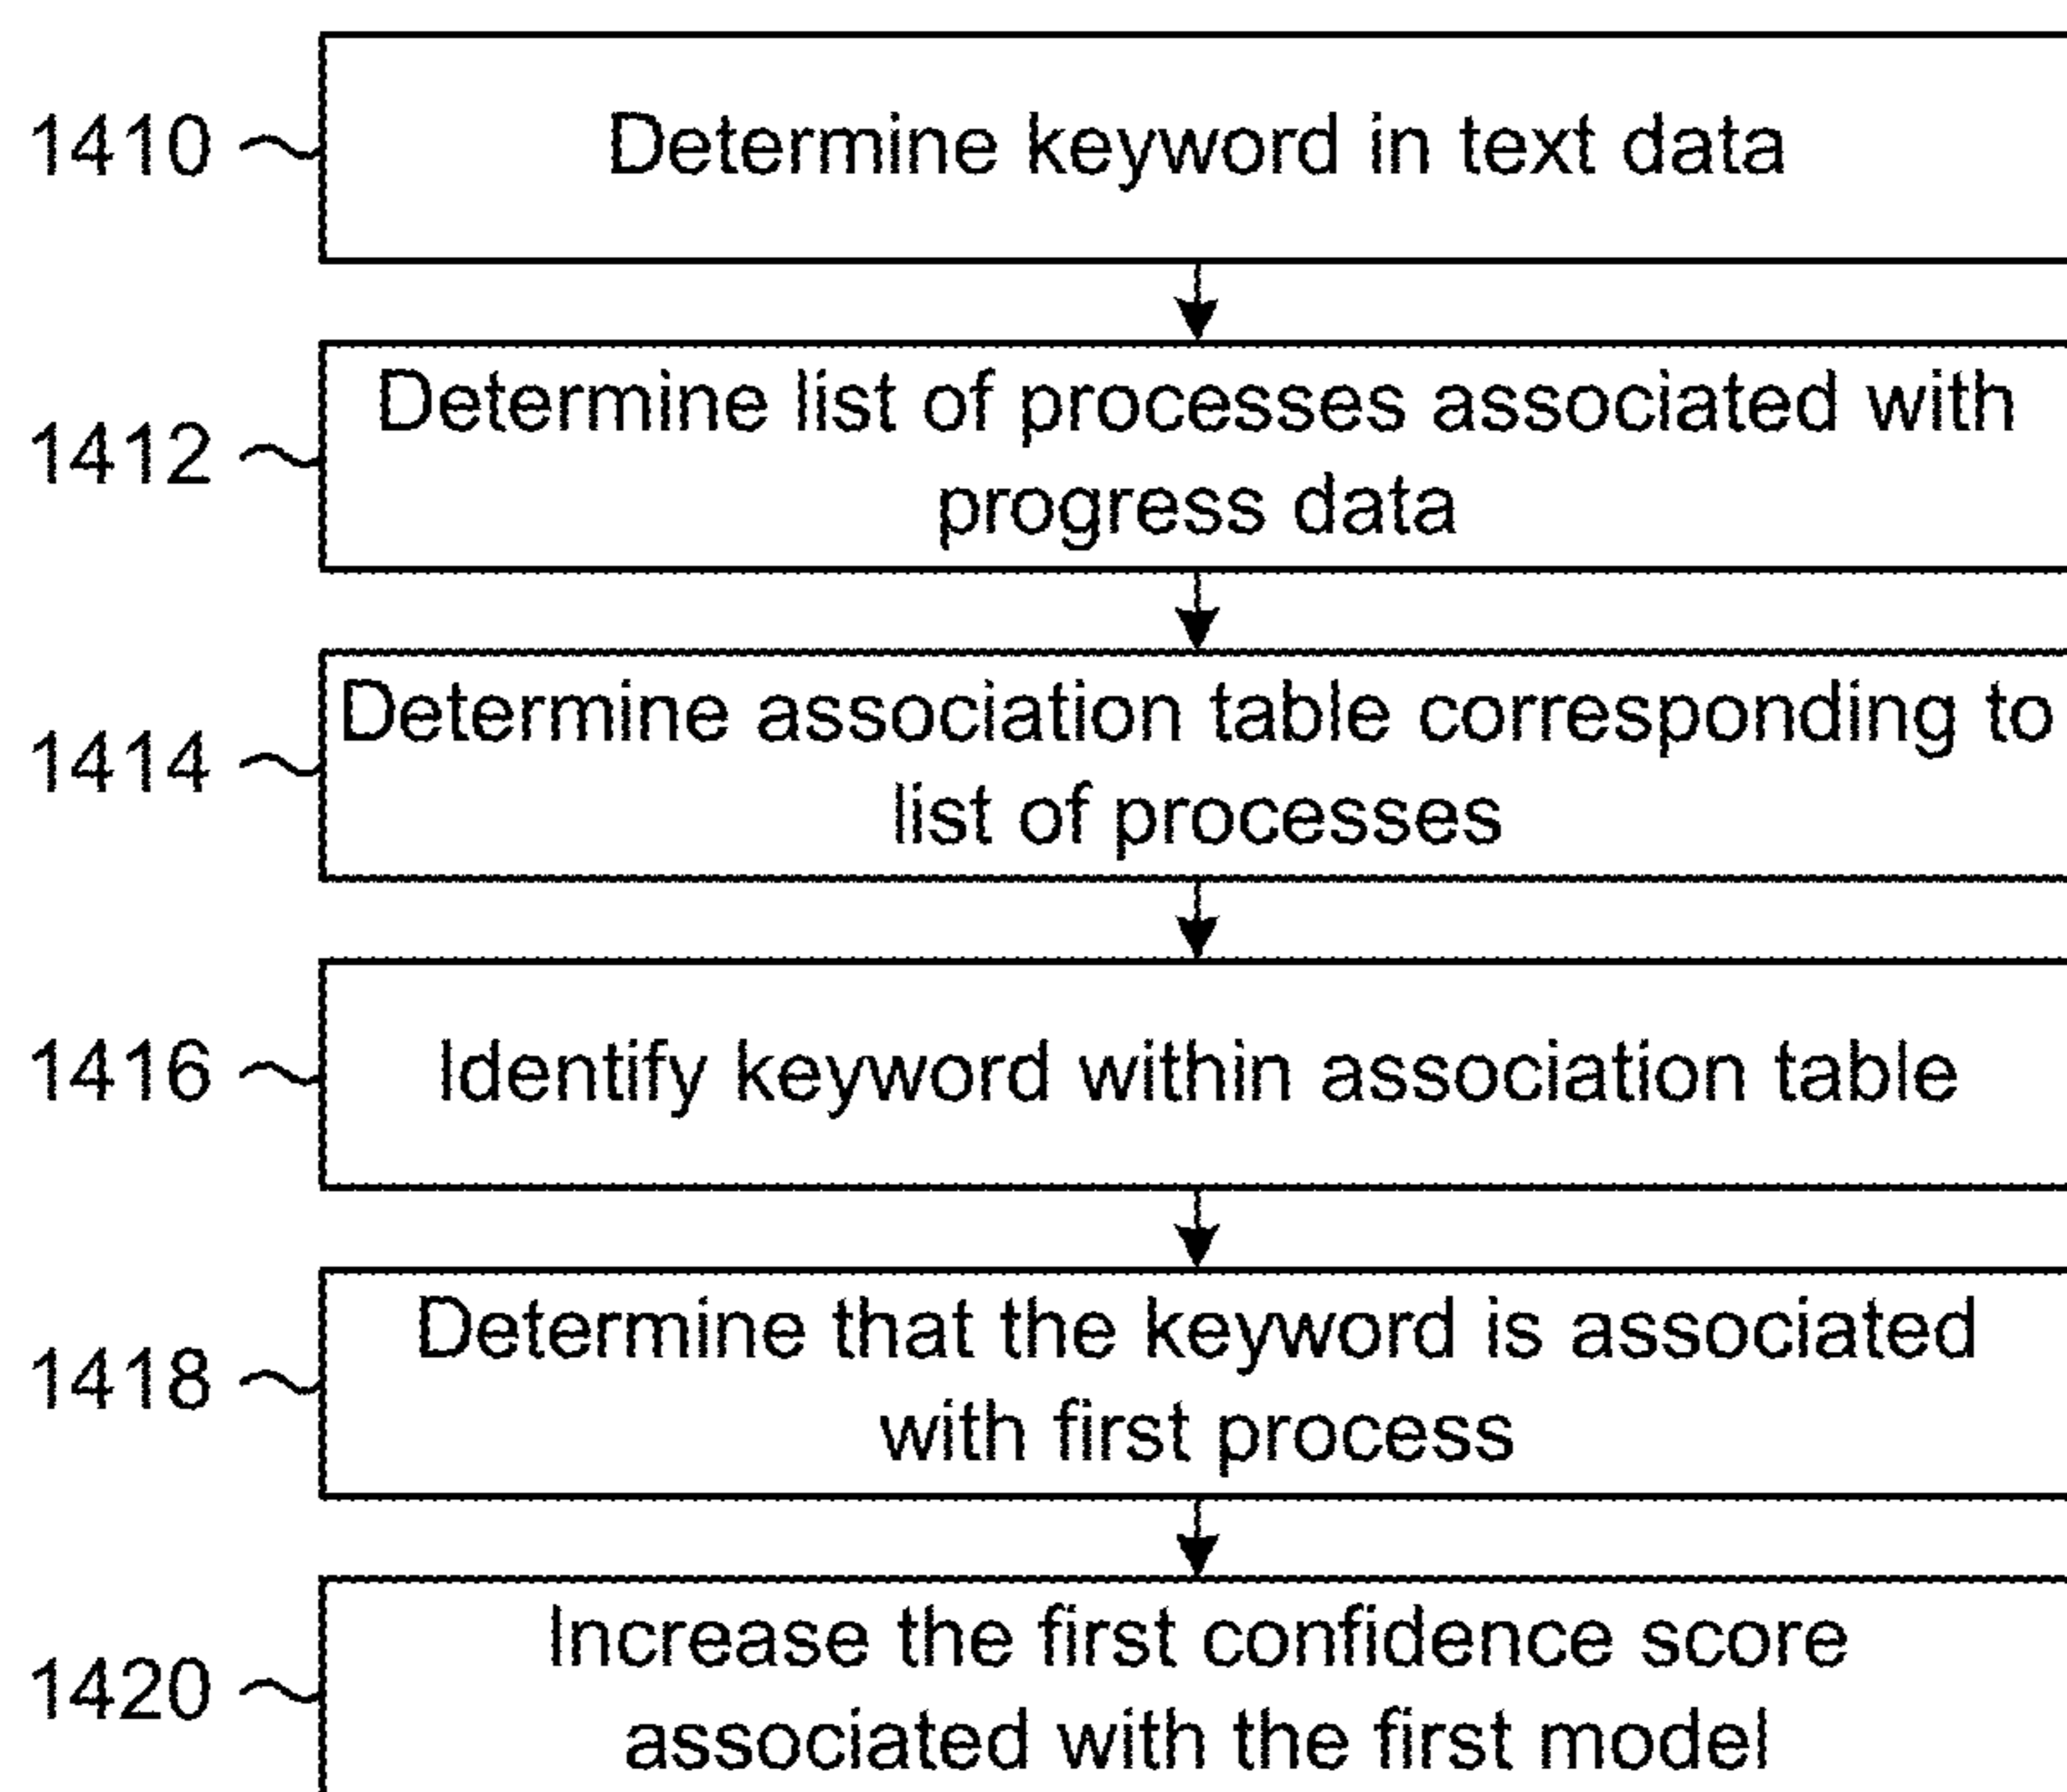 1410
Determine keyword in text data
1412
Determine list of processes associated with
progress data
1414
Determine association table corresponding to
list of processes
1416
Identify keyword within association table
1418
Determine that the keyword is associated
with first process
1420
Increase the first confidence score
associated with the first model